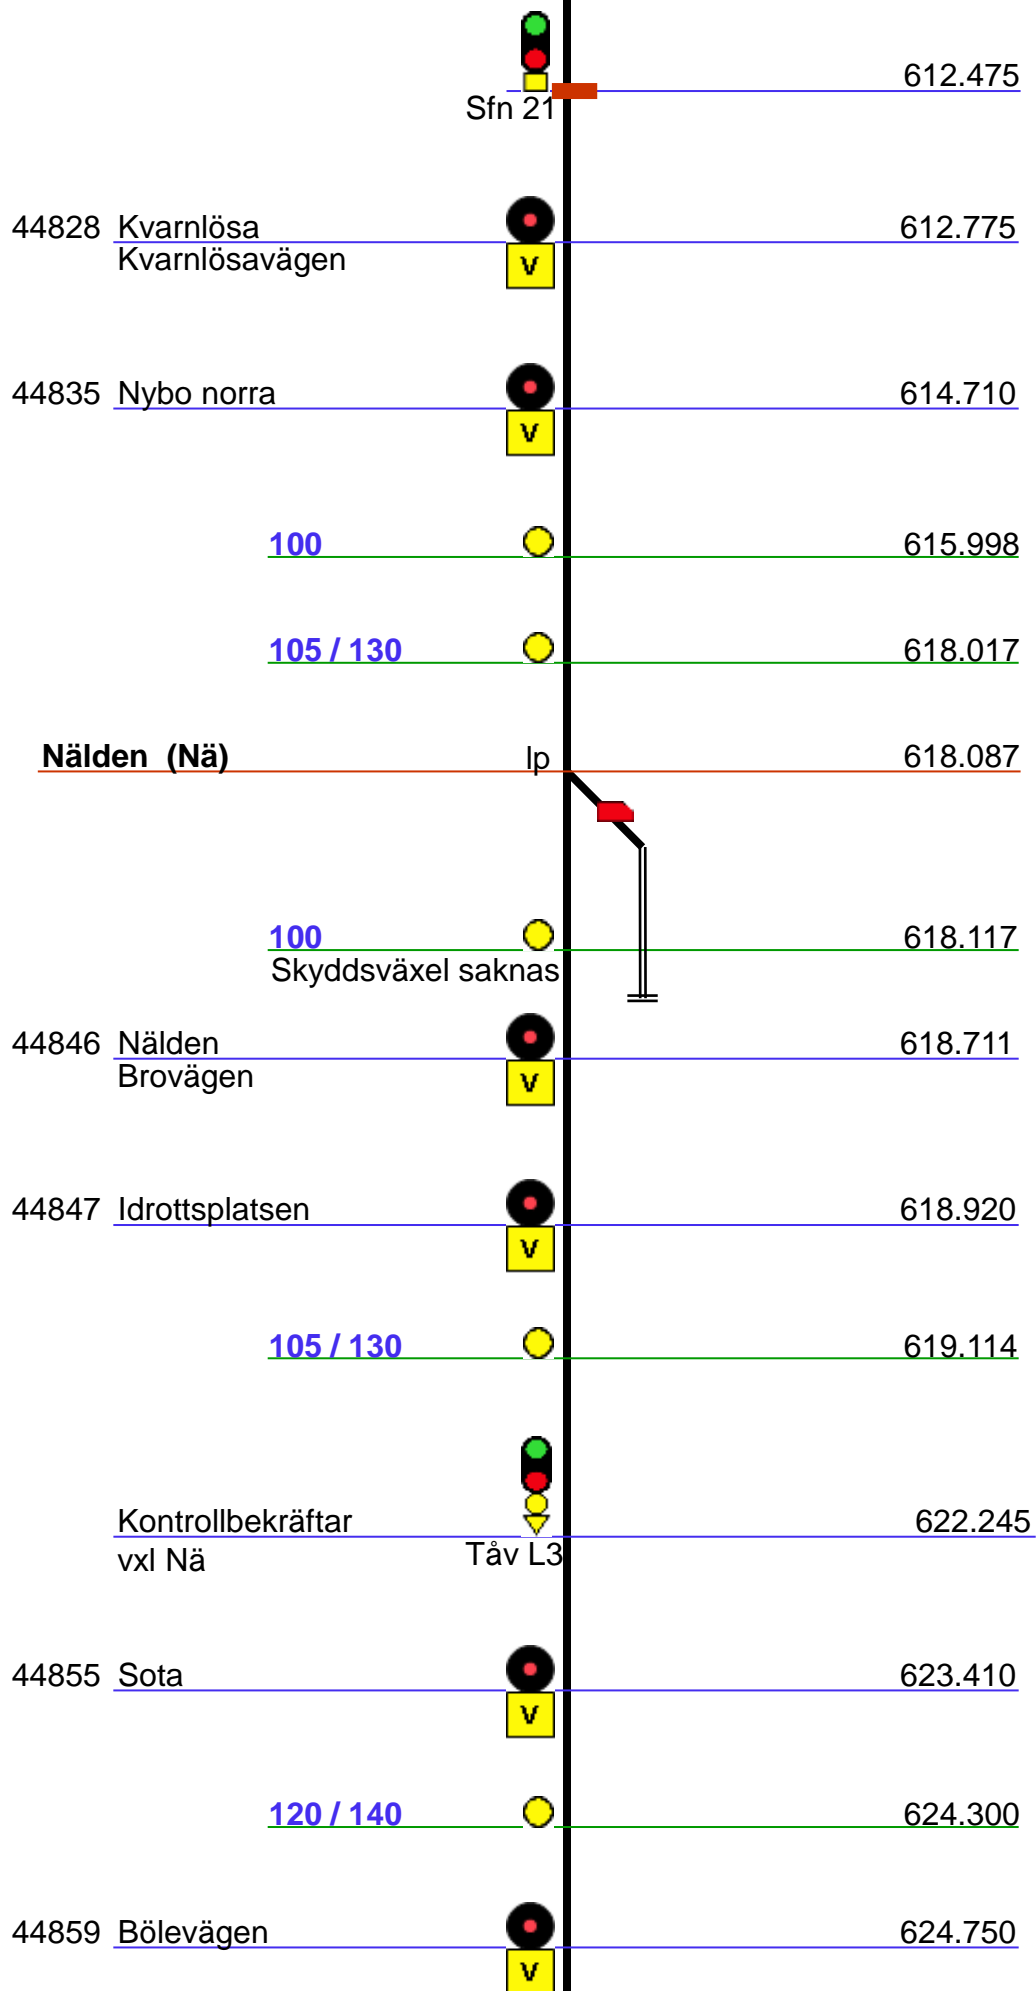 612.475
Sfn 21
44828 Kvarnlösa 612.775
Kvarnlösavägen
V
44835 Nybo norra 614.710
V
100 615.998
105 / 130 618.017
Nälden (Nä) lp 618.087
100 618.117
Skyddsväxel saknas
44846 Nälden 618.711
Brovägen
V
44847 Idrottsplatsen 618.920
V
105 / 130 619.114
Kontrollbekräftar 622.245
vxl Nä Tåv L3
44855 Sota 623.410
V
120 / 140 624.300
44859 Bölevägen 624.750
V